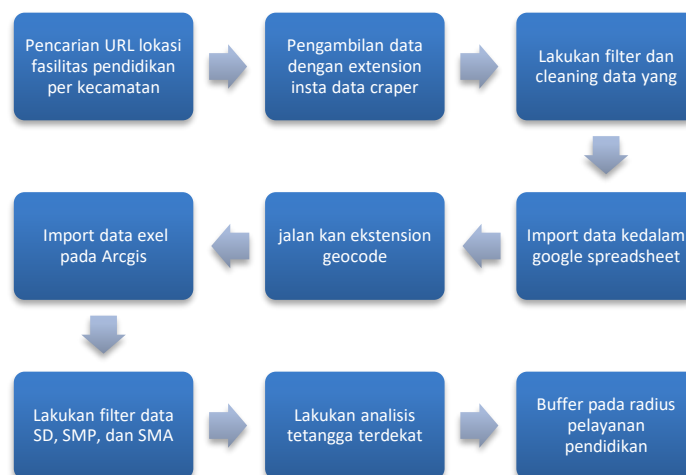 Pencarian URL lokasi
fasilitas pendidikan
per kecamatan
Pengambilan data
dengan extension
insta data craper
Lakukan filter dan
cleaning data yang
Import data kedalam
google spreadsheet
jalan kan ekstension
geocode
Import data exel
pada Arcgis
Lakukan filter data
SD, SMP, dan SMA
Lakukan analisis
tetangga terdekat
Buffer pada radius
pelayanan
pendidikan